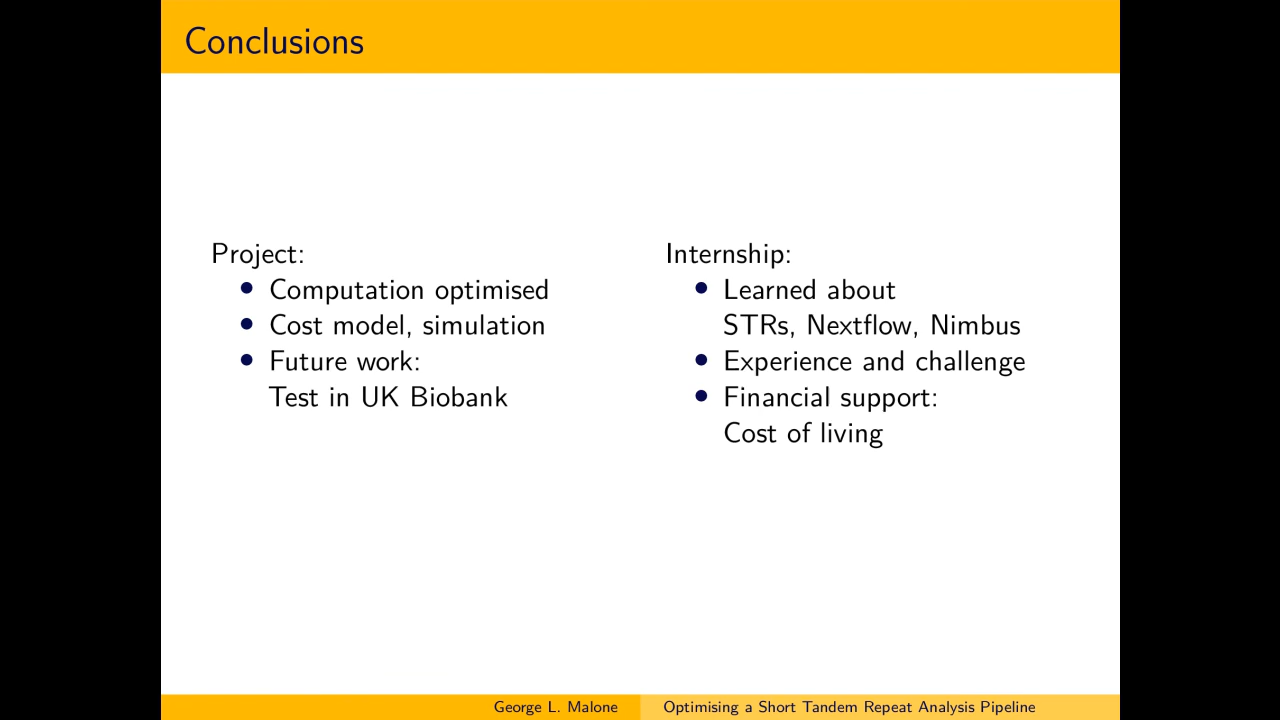 Conclusions
Project:
• Computation optimised
• Cost model, simulation
• Future work:
Test in UK Biobank
Internship:
• Learned about
STRs, Nextflow, Nimbus
• Experience and challenge
• Financial support:
Cost of living
George L. Malone
Optimising a Short Tandem Repeat Analysis Pipeline